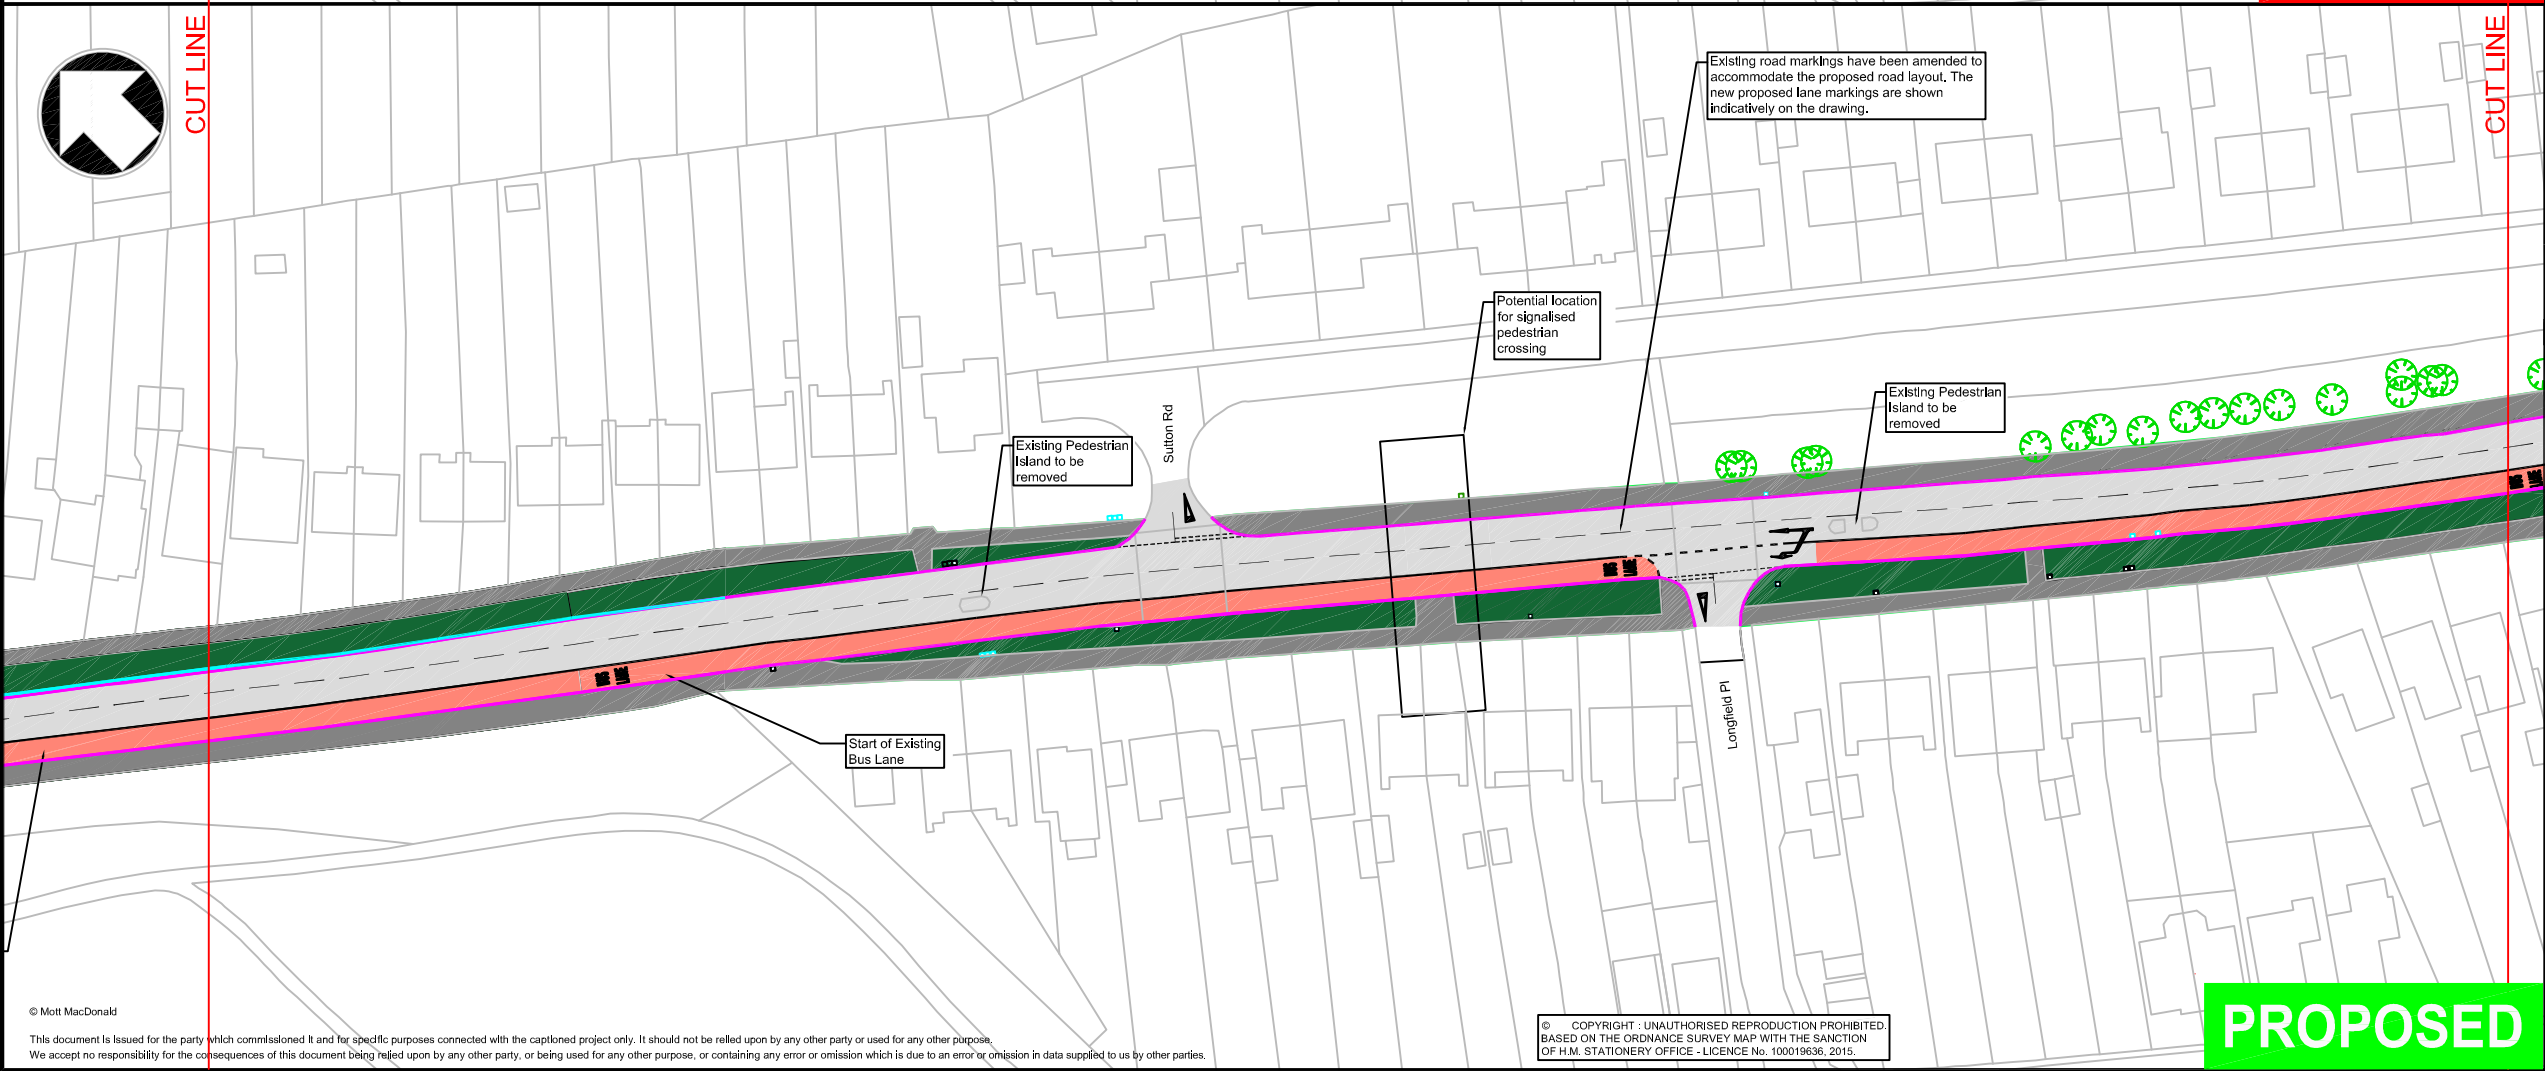 CUT LINE
CUT LINE
Existing road markings have been amended to
accommodate the proposed road layout. The
new proposed lane markings are shown
indicatively on the drawing.
Potential location
for signalised
pedestrian
crossing
Existing Pedestrian
Island to be
removed
Sutton Rd
Existing Pedestrian
Island to be
removed
BUS
LANE
BUS
LANE
BUS
LANE
Start of Existing
Bus Lane
Longfield Pl
© Mott MacDonald
This document is issued for the party which commissioned it and for specific purposes connected with the captioned project only. It should not be relied upon by any other party or used for any other purpose.
We accept no responsibility for the consequences of this document being relied upon by any other party, or being used for any other purpose, or containing any error or omission which is due to an error or omission in data supplied to us by other parties.
© COPYRIGHT : UNAUTHORISED REPRODUCTION PROHIBITED.
BASED ON THE ORDNANCE SURVEY MAP WITH THE SANCTION
OF H.M. STATIONERY OFFICE - LICENCE No. 100019636, 2015.
PROPOSED